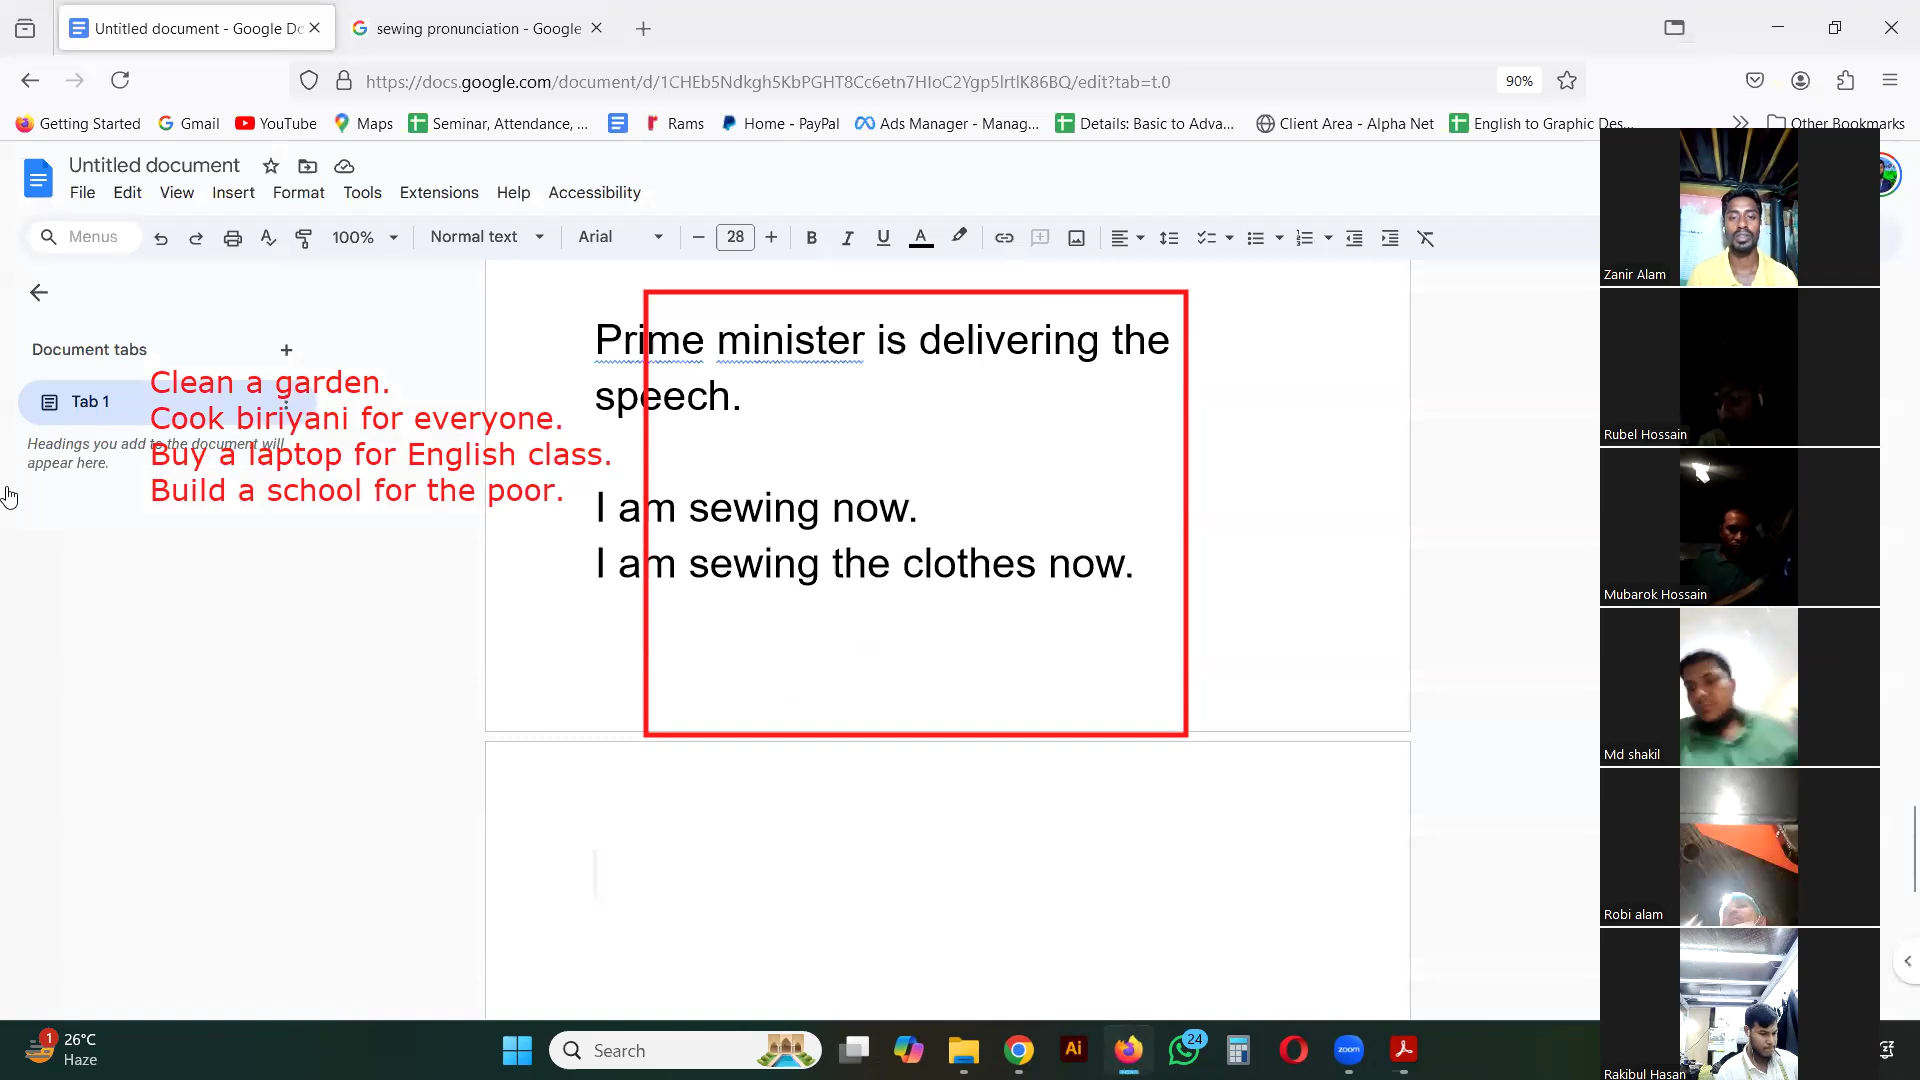 Untitled document - Google Dc
sewing pronunciation - Google
https://docs.google.com/document/d/1CHEb5Ndkgh5KbPGHT8Cc6etn7HIoC2Ygp5lrtlK86BQ/edit?tab=t.0
90%
Getting Started
Gmail
YouTube
Maps
Seminar, Attendance, ...
Rams
Home - PayPal
Ads Manager - Manag...
Details: Basic to Adva...
Client Area - Alpha Net
English to Graphic Des...
Other Bookmarks
Untitled document
File Edit View Insert Format Tools Extensions Help Accessibility
Menus
100%
Normal text
Arial
28
Document tabs
Tab 1
Headings you add to the document will
appear here.
Clean a garden.
Cook biriyani for everyone.
Buy a laptop for English class.
Build a school for the poor.
Prime minister is delivering the
speech.
I am sewing now.
I am sewing the clothes now.
Zanir Alam
Rubel Hossain
Mubarok Hossain
Md shakil
Robi alam
Rakibul Hasan
1
26°C
Haze
Search
Ai
24
zoom